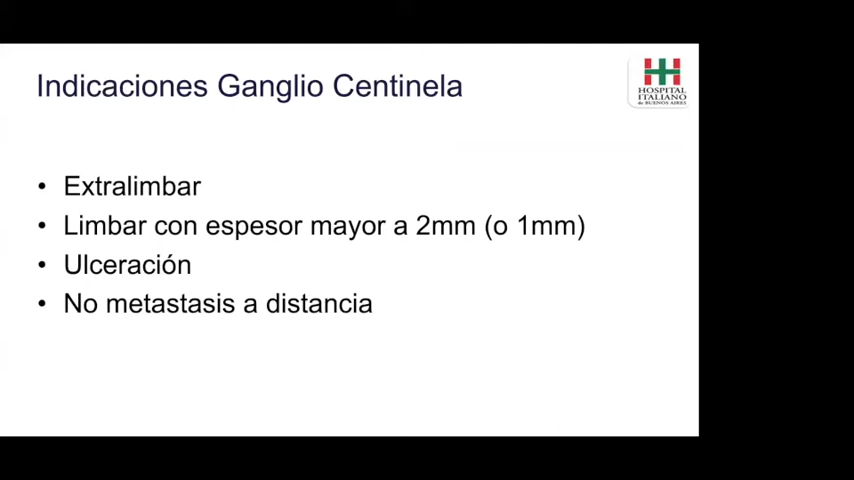 Indicaciones Ganglio Centinela
HOSPITAL
ITALIANO
de BUENOS AIRES
• Extralimbar
• Limbar con espesor mayor a 2mm (o 1mm)
• Ulceración
• No metastasis a distancia